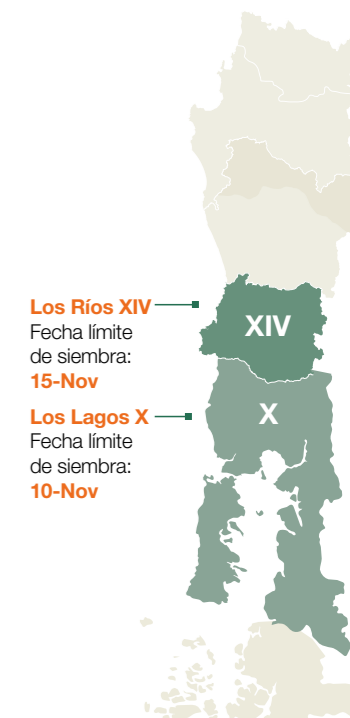 Los Ríos XIV
Fecha límite
de siembra:
15-Nov
Los Lagos X
Fecha límite
de siembra:
10-Nov
XIV
X